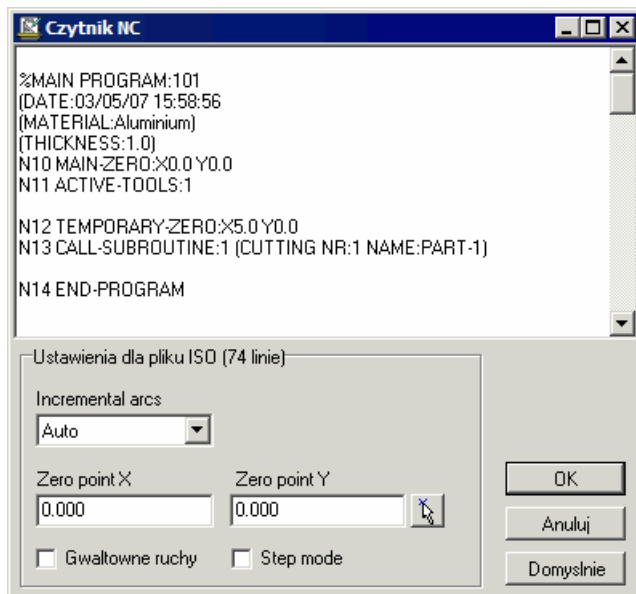 Czytnik NC
%MAIN PROGRAM:101
(DATE:03/05/07 15:58:56
(MATERIAL:Aluminium)
(THICKNESS:1.0)
N10 MAIN-ZERO:X0.0 Y0.0
N11 ACTIVE-TOOLS:1
N12 TEMPORARY-ZERO:X5.0 Y0.0
N13 CALL-SUBROUTINE:1 (CUTTING NR:1 NAME:PART-1)
N14 END-PROGRAM
Ustawienia dla pliku ISO (74 linie)
Incremental arcs
Auto
Zero point X Zero point Y
0.000 0.000
Gwałtowne ruchy Step mode
OK
Anuluj
Domyslnie